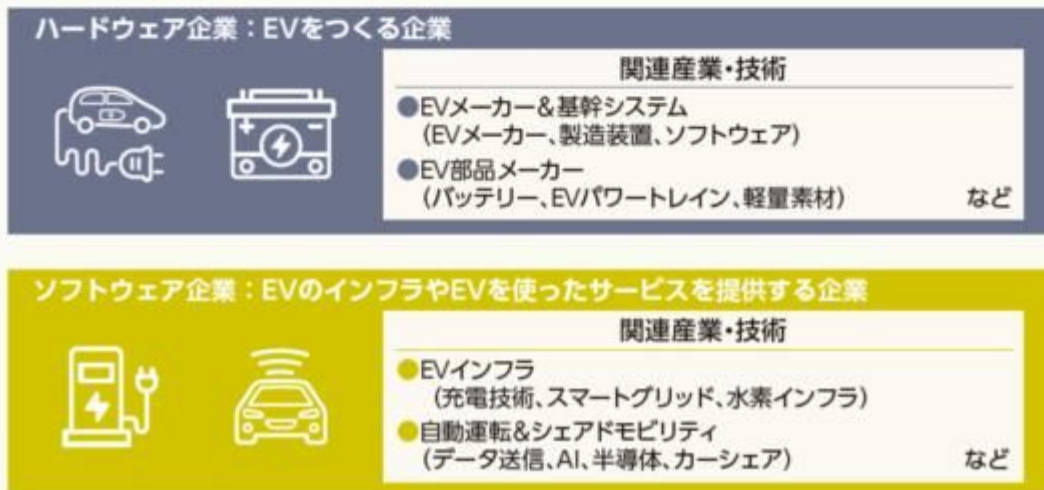 ハードウェア企業：EVをつくる企業
関連産業・技術
●EVメーカー＆基幹システム
（EVメーカー、製造装置、ソフトウェア）
●EV部品メーカー
（バッテリー、EVパワートレイン、軽量素材） など
ソフトウェア企業：EVのインフラやEVを使ったサービスを提供する企業
関連産業・技術
●EVインフラ
（充電技術、スマートグリッド、水素インフラ）
●自動運転＆シェアドモビリティ
（データ送信、AI、半導体、カーシェア） など